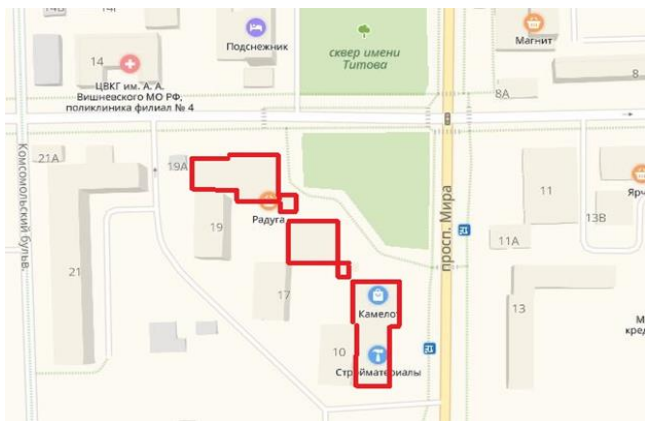 14Б
14
ЦВКГ им. А. А.
Вишневского МО РФ,
поликлиника филиал № 4
Подснежник
сквер имени
Титова
Магнит
8
8А
Комсомольский бульв.
21А
19А
21
19
Радуга
17
Камелот
10
Стройматериалы
просп. Мира
11
11А
13В
13